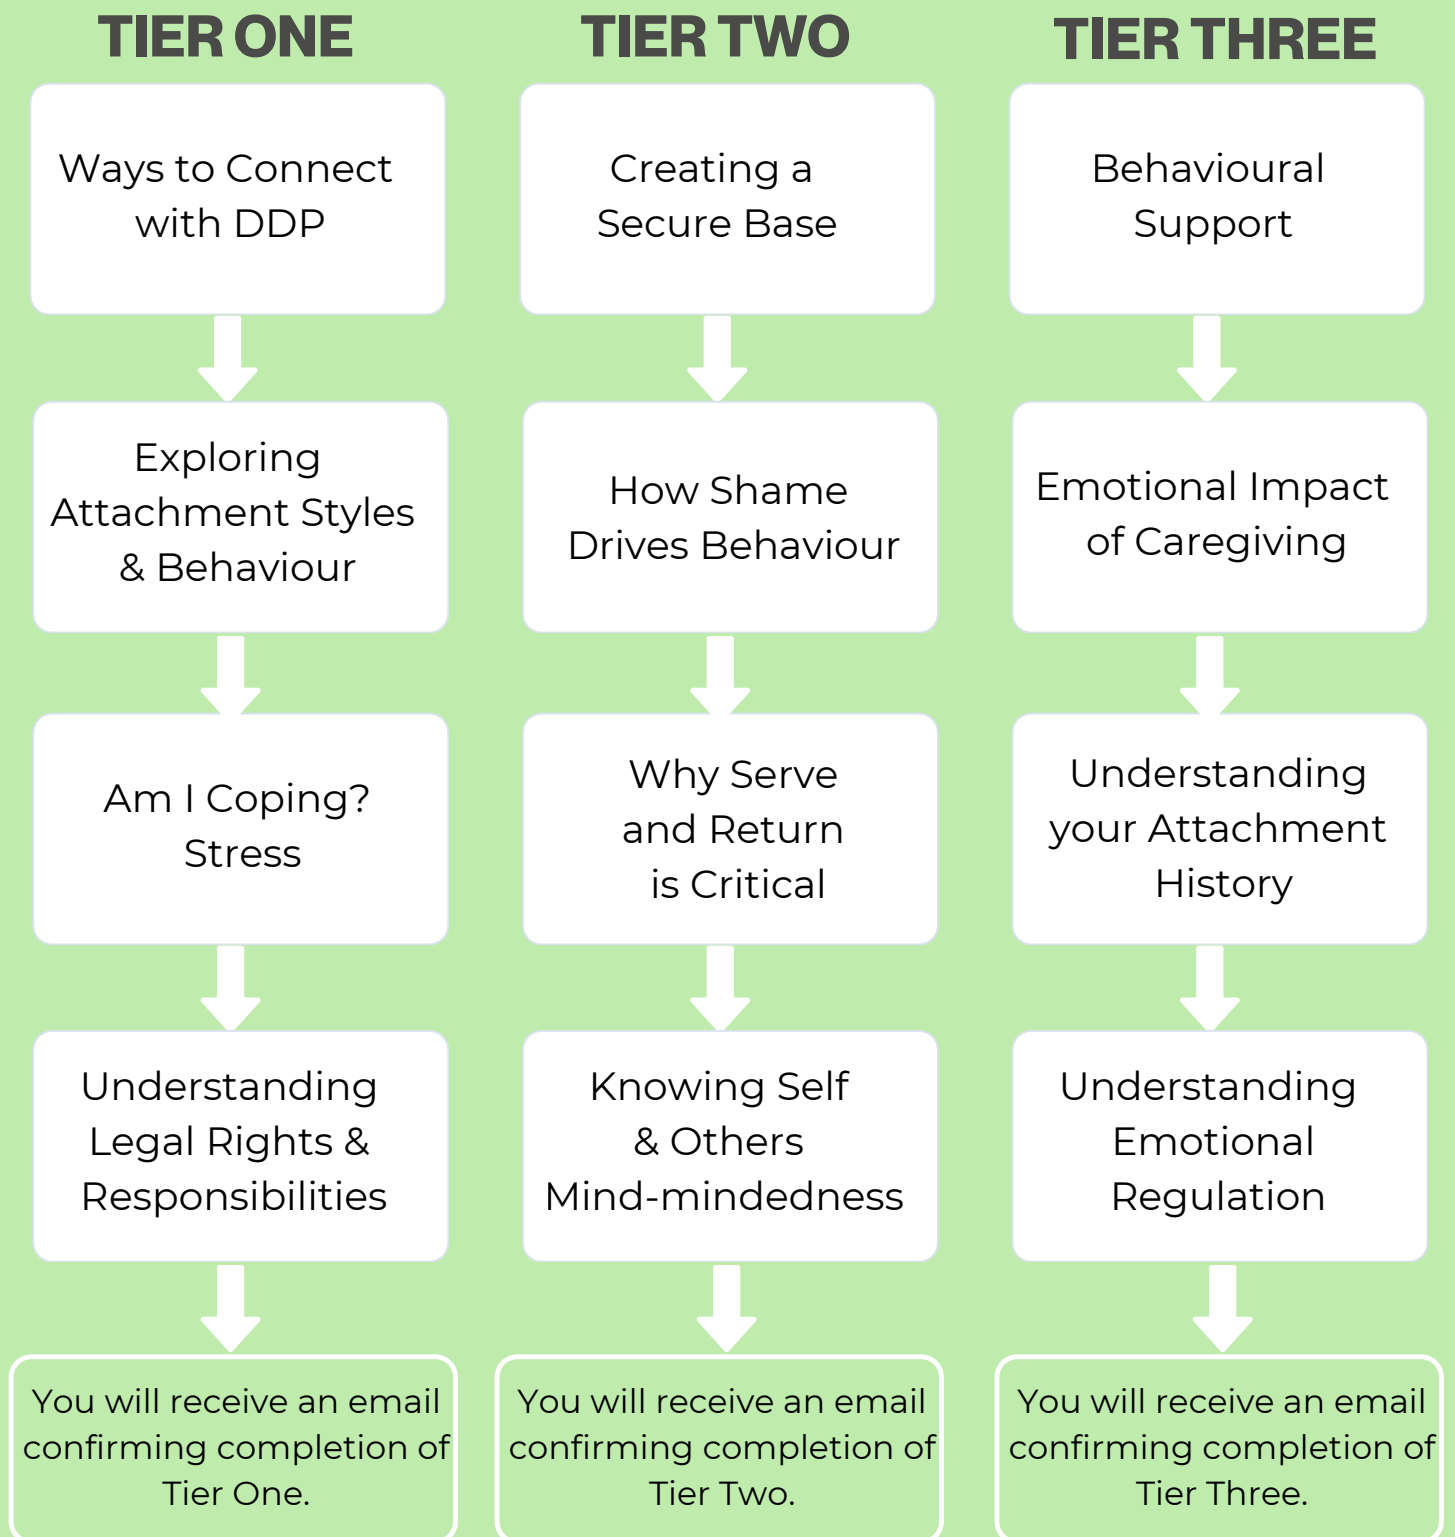 TIER ONE
Ways to Connect
with DDP
Exploring
Attachment Styles
& Behaviour
Am I Coping?
Stress
Understanding
Legal Rights &
Responsibilities
You will receive an email
confirming completion of
Tier One.
TIER TWO
Creating a
Secure Base
How Shame
Drives Behaviour
Why Serve
and Return
is Critical
Knowing Self
& Others
Mind-mindedness
You will receive an email
confirming completion of
Tier Two.
TIER THREE
Behavioural
Support
Emotional Impact
of Caregiving
Understanding
your Attachment
History
Understanding
Emotional
Regulation
You will receive an email
confirming completion of
Tier Three.